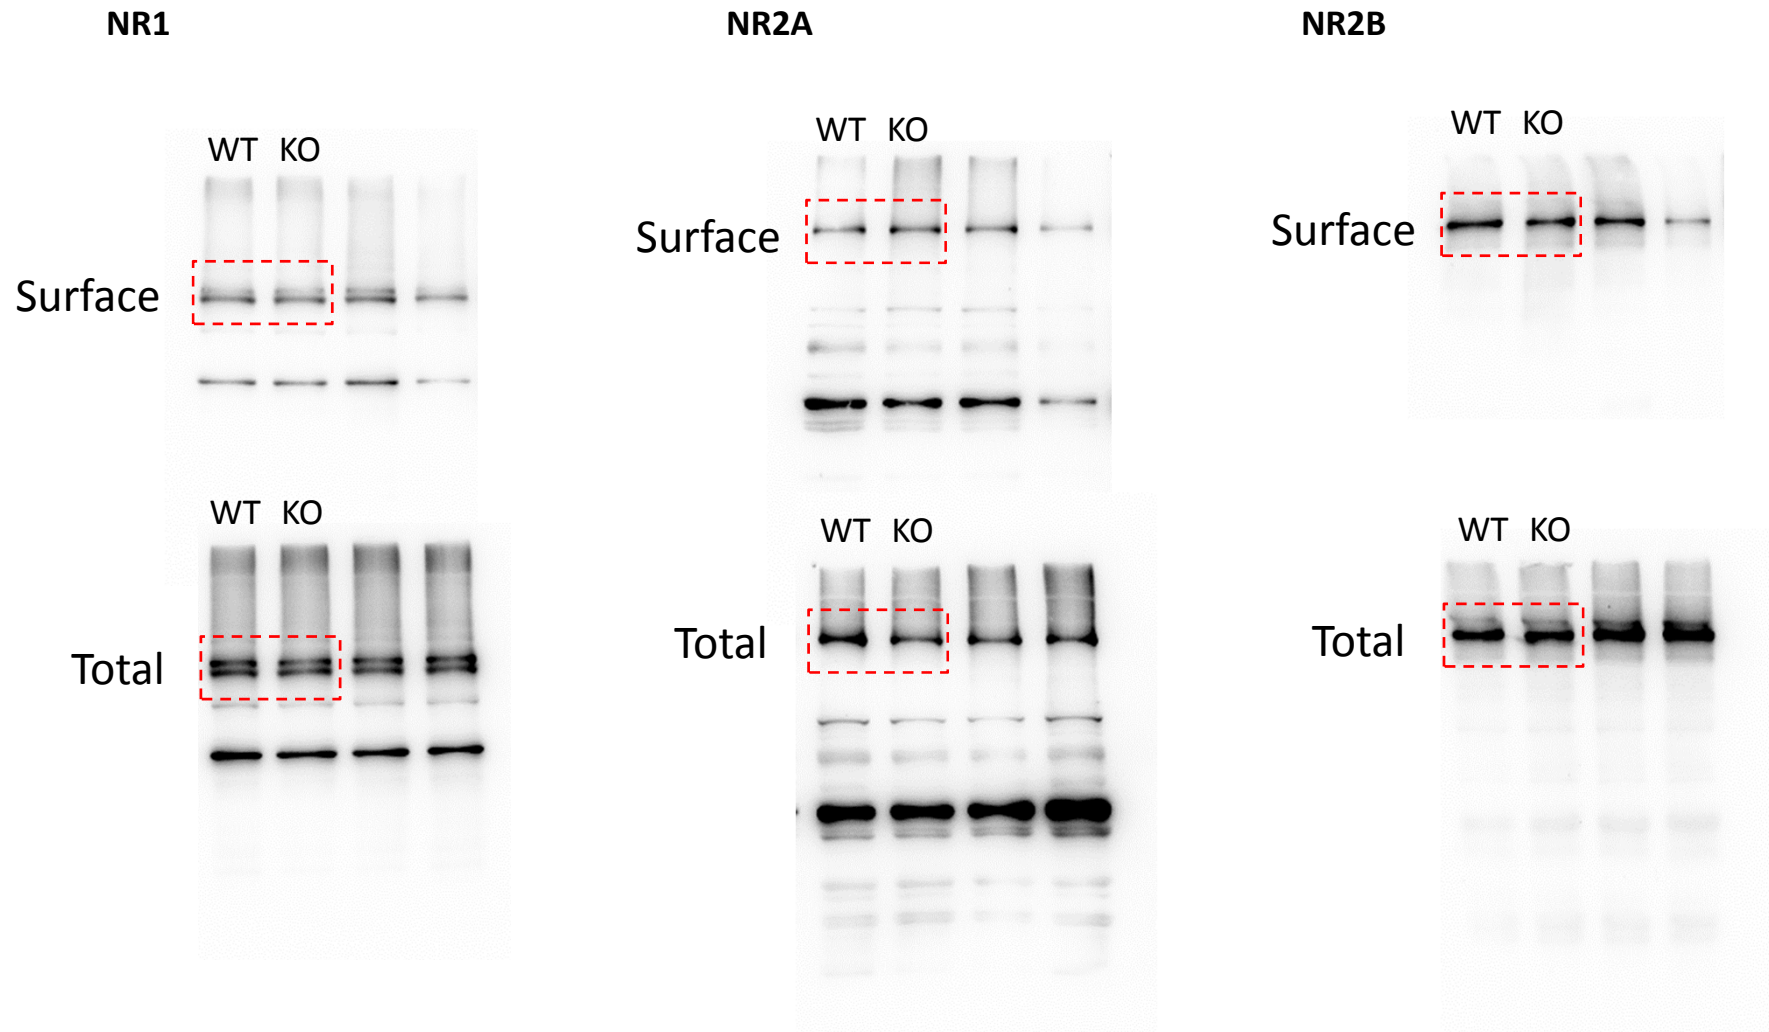 NR1
NR2A
NR2B
WT KO
Surface
WT KO
Surface
WT KO
Surface
WT KO
Total
WT KO
Total
WT KO
Total